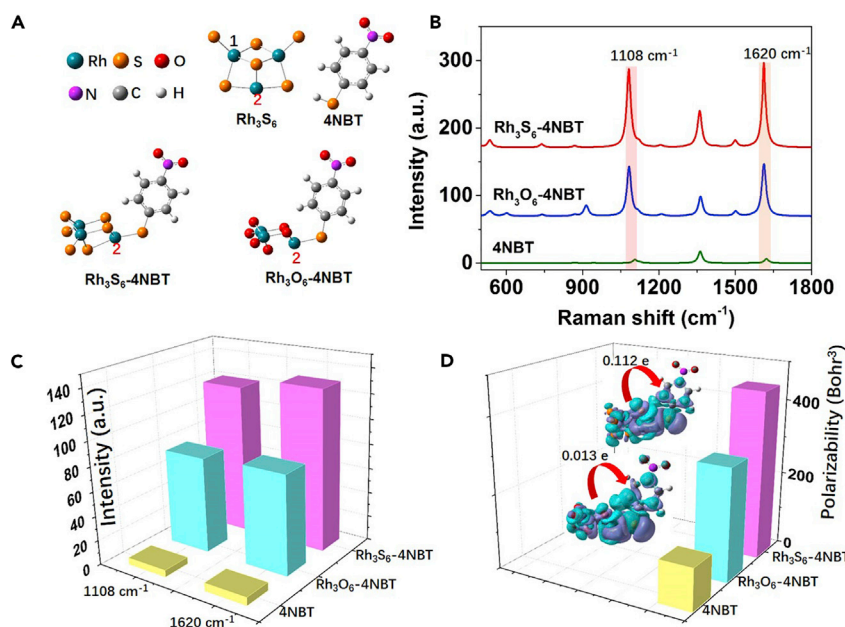 A
Rh S O
N C H
1
2
Rh₃S₆
4NBT
2
Rh₃S₆-4NBT
2
Rh₃O₆-4NBT
B
Intensity (a.u.)
300
200
100
0
1108 cm⁻¹
1620 cm⁻¹
Rh₃S₆-4NBT
Rh₃O₆-4NBT
4NBT
600 900 1200 1500 1800
Raman shift (cm⁻¹)
C
Intensity (a.u.)
140
120
100
80
60
40
20
0
1108 cm⁻¹
1620 cm⁻¹
4NBT
Rh₃O₆-4NBT
Rh₃S₆-4NBT
D
0.112 e
0.013 e
Polarizability (Bohr³)
400
200
0
Rh₃S₆-4NBT
Rh₃O₆-4NBT
4NBT